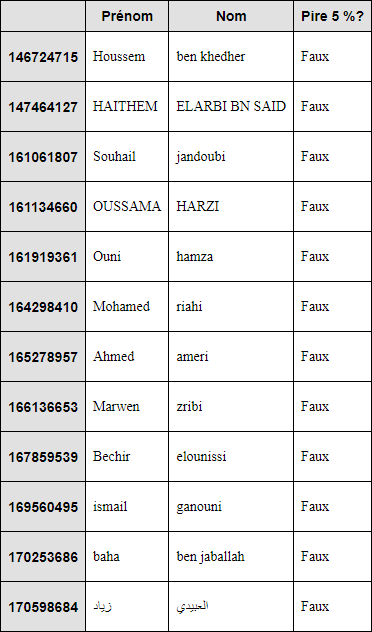 Prénom Nom Pire 5 %?
146724715 Houssem ben khedher Faux
147464127 HAITHEM ELARBI BN SAID Faux
161061807 Souhail jandoubi Faux
161134660 OUSSAMA HARZI Faux
161919361 Ouni hamza Faux
164298410 Mohamed riahi Faux
165278957 Ahmed ameri Faux
166136653 Marwen zribi Faux
167859539 Bechir elounissi Faux
169560495 ismail ganouni Faux
170253686 baha ben jaballah Faux
170598684 زياد العبيدي Faux